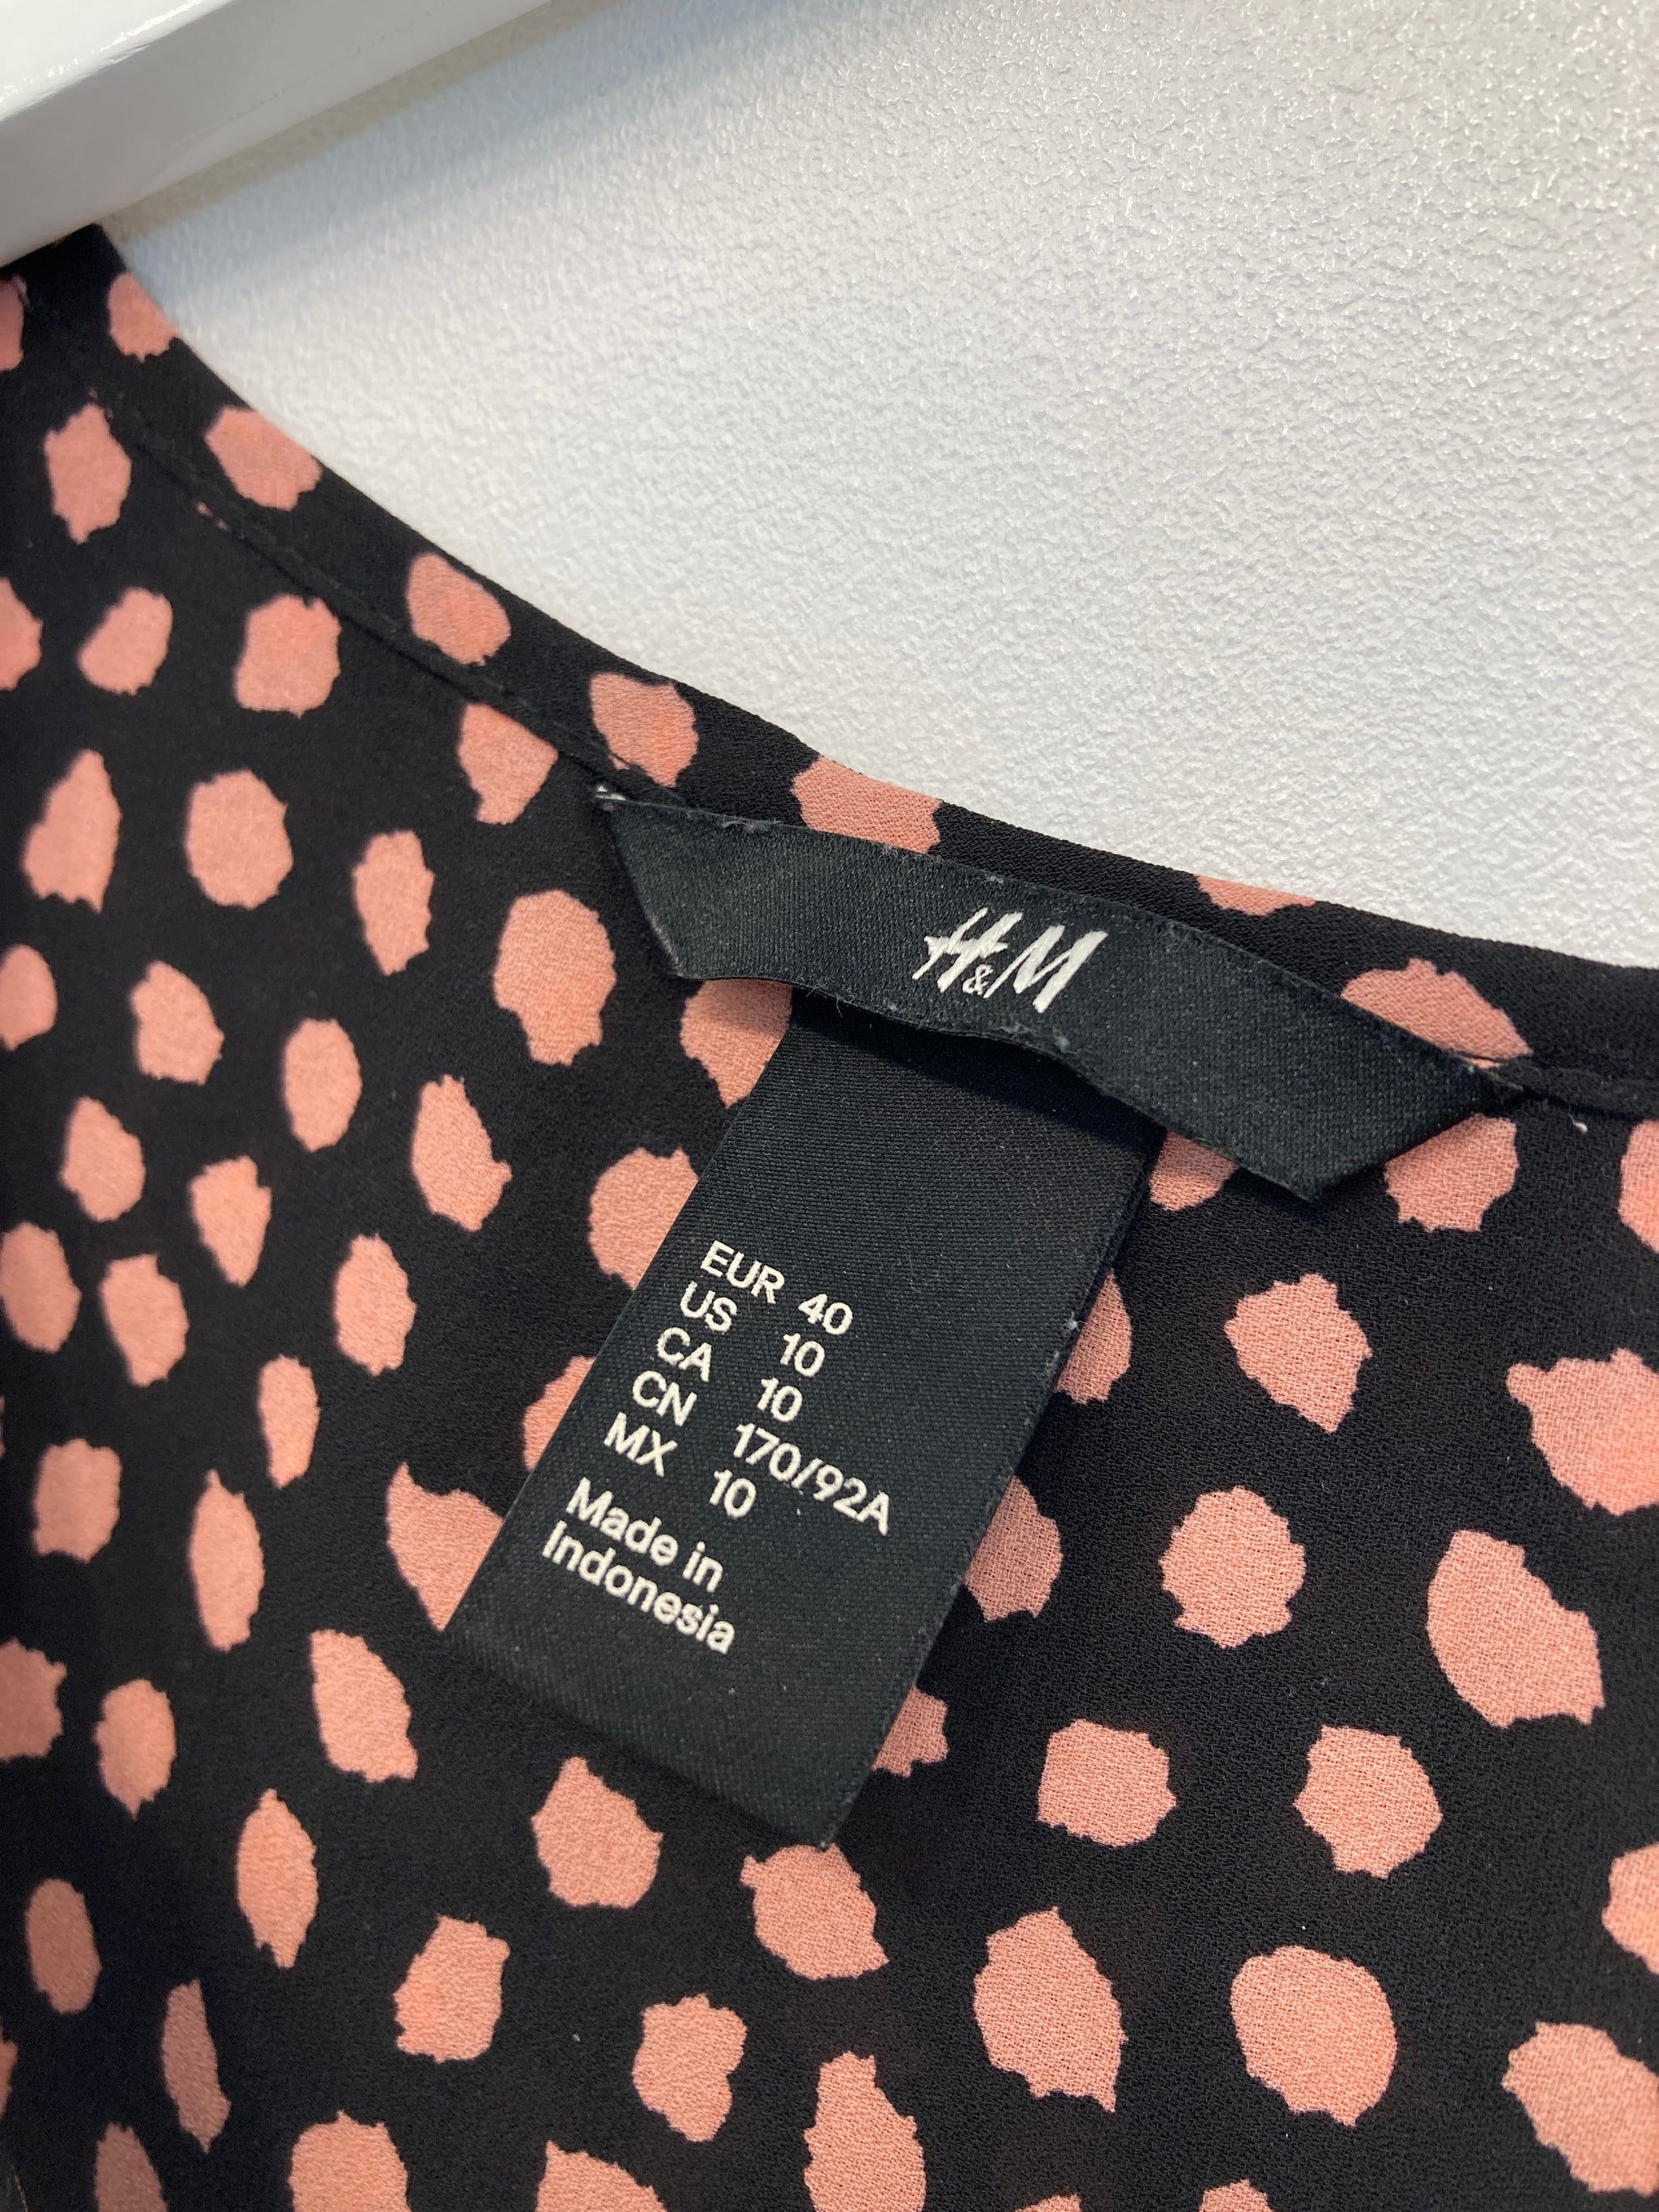 H&M
EUR 40
US 10
CA 10
CN 170/92A
MX 10
Made in
Indonesia